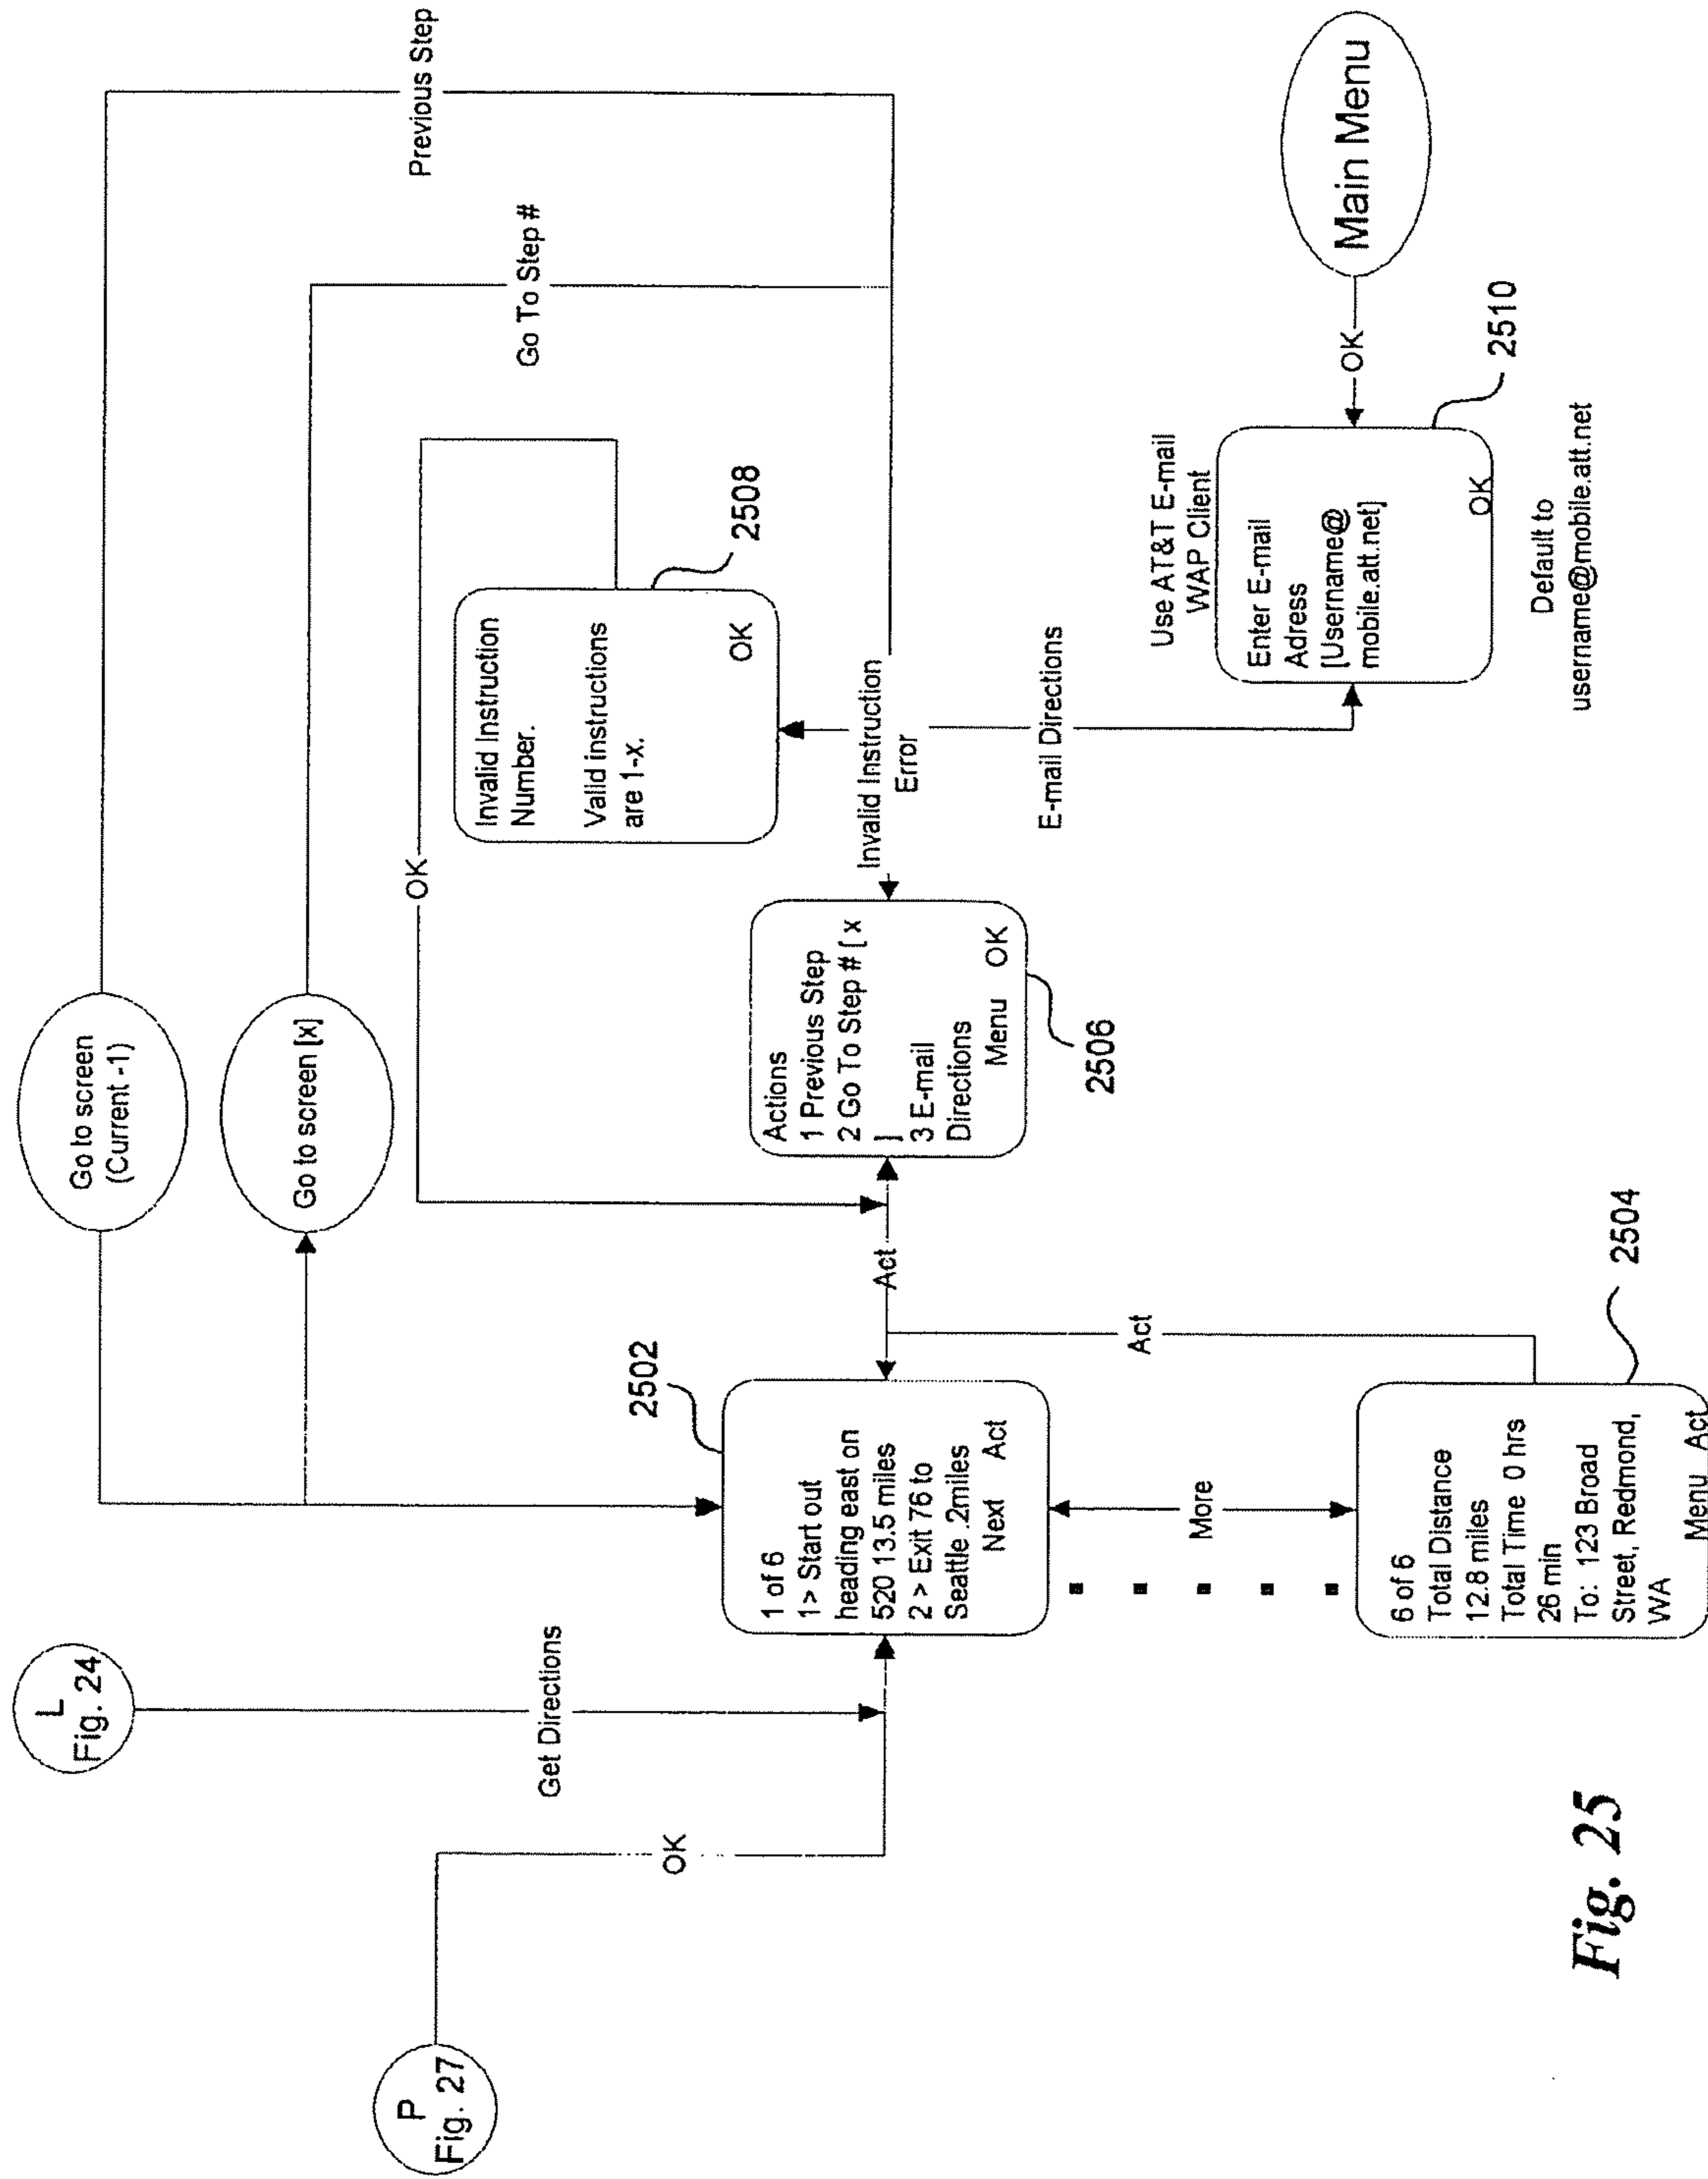 L
Fig. 24
P
Fig. 27
Get Directions
OK
Go to screen
(Current -1)
Go to screen [x]
Previous Step
Go To Step #
OK
2502
1 of 6
1> Start out
heading east on
520 13.5 miles
2 > Exit 76 to
Seattle .2miles
Next Act
Act
More
Act
6 of 6
Total Distance
12.8 miles
Total Time 0 hrs
26 min
To: 123 Broad
Street, Redmond,
WA
Menu Act
2504
Actions
1 Previous Step
2 Go To Step # [ x
]
3 E-mail
Directions
Menu OK
2506
Invalid Instruction
Number.
Valid instructions
are 1-x.
OK
2508
Invalid Instruction
Error
E-mail Directions
Use AT&T E-mail
WAP Client
Enter E-mail
Adress
[Username@
mobile.att.net]
OK
2510
Default to
username@mobile.att.net
OK
Main Menu
Fig. 25